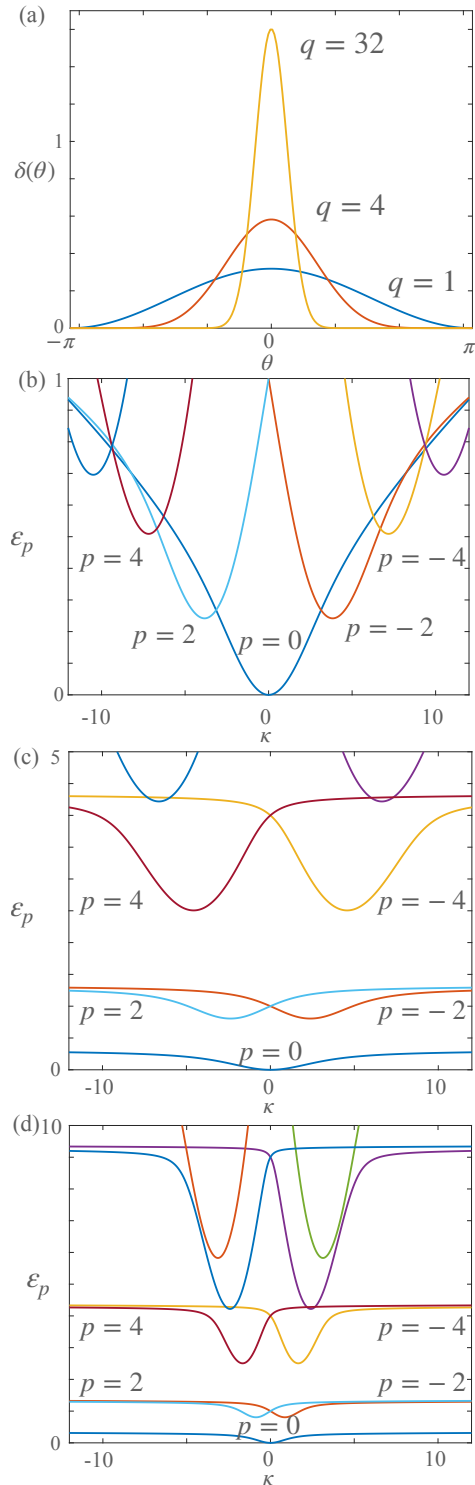 (a)
q = 32
1
δ(θ)
q = 4
q = 1
0
−π
0
π
θ
(b)
1
ε_p
p = 4
p = −4
p = 2
p = 0
p = −2
0
-10
0
10
κ
(c)
5
p = 4
p = −4
ε_p
p = 2
p = −2
p = 0
0
-10
0
10
κ
(d)
10
ε_p
p = 4
p = −4
p = 2
p = −2
p = 0
0
-10
0
10
κ